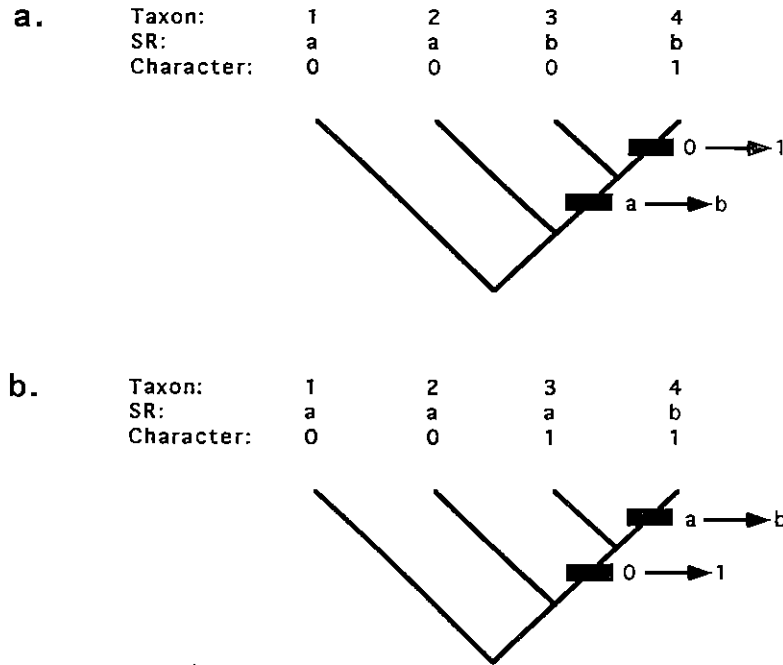 a.
Taxon: 1 2 3 4
SR: a a b b
Character: 0 0 0 1
0 1
a b
b.
Taxon: 1 2 3 4
SR: a a a b
Character: 0 0 1 1
a b
0 1